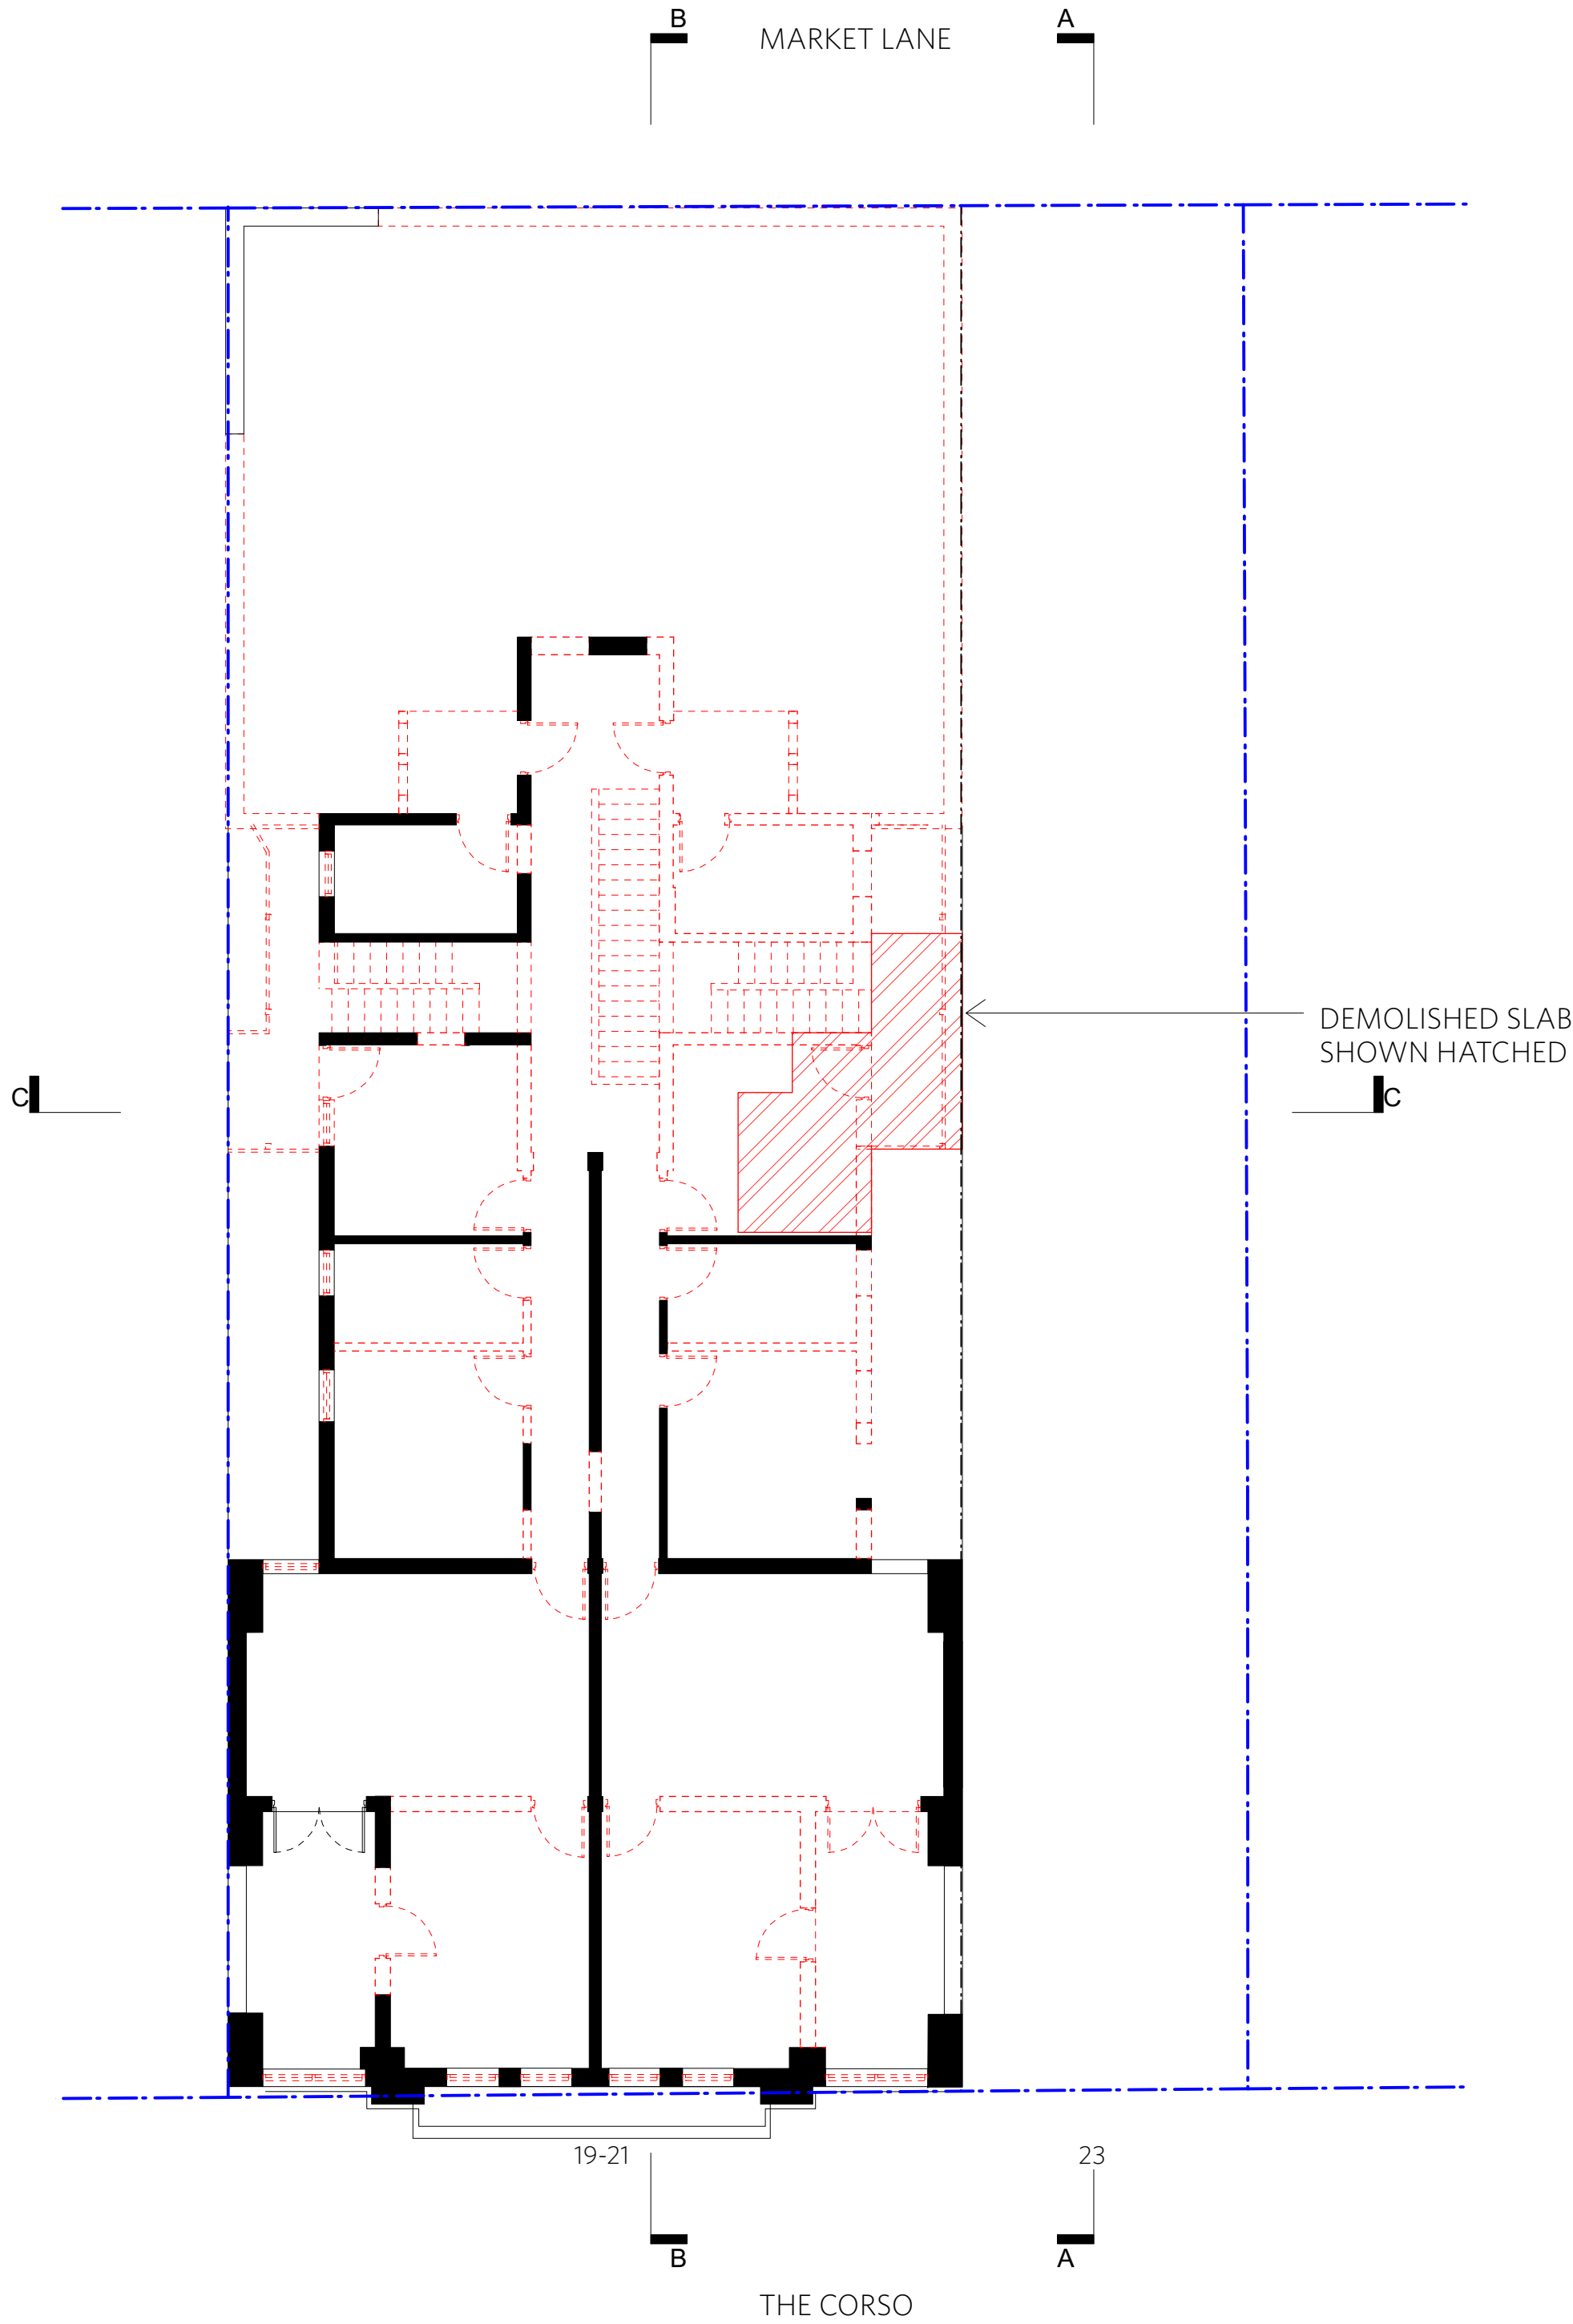 B
A
MARKET LANE
DEMOLISHED SLAB
SHOWN HATCHED
C
C
19-21
23
B
A
THE CORSO